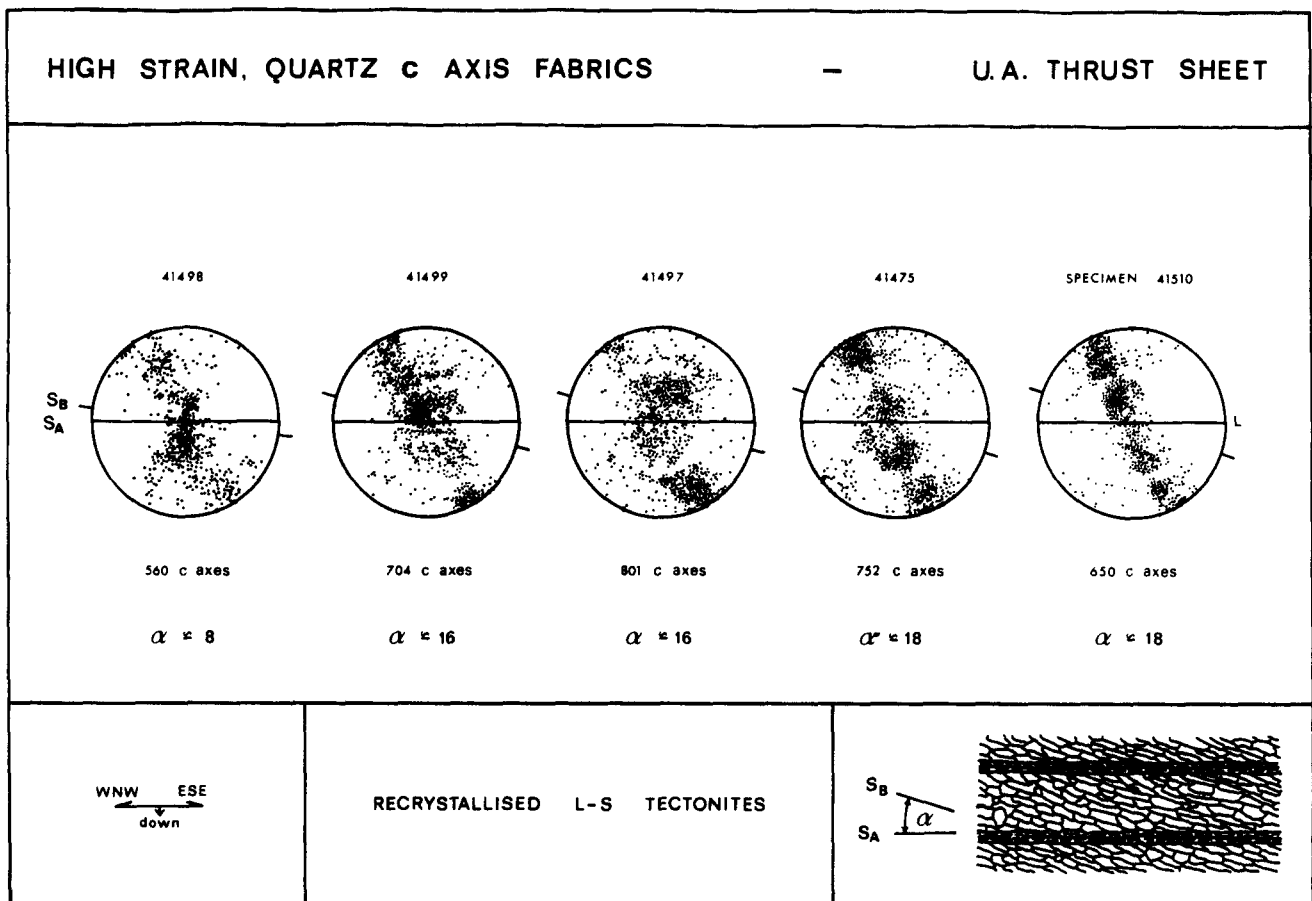 HIGH STRAIN, QUARTZ c AXIS FABRICS – U.A. THRUST SHEET
41498 41499 41497 41475 SPECIMEN 41510
SB
SA
L
560 c axes 704 c axes 801 c axes 752 c axes 650 c axes
α ≃ 8 α ≃ 16 α ≃ 16 α ≃ 18 α ≃ 18
WNW ESE
down
RECRYSTALLISED L-S TECTONITES
SB
α
SA